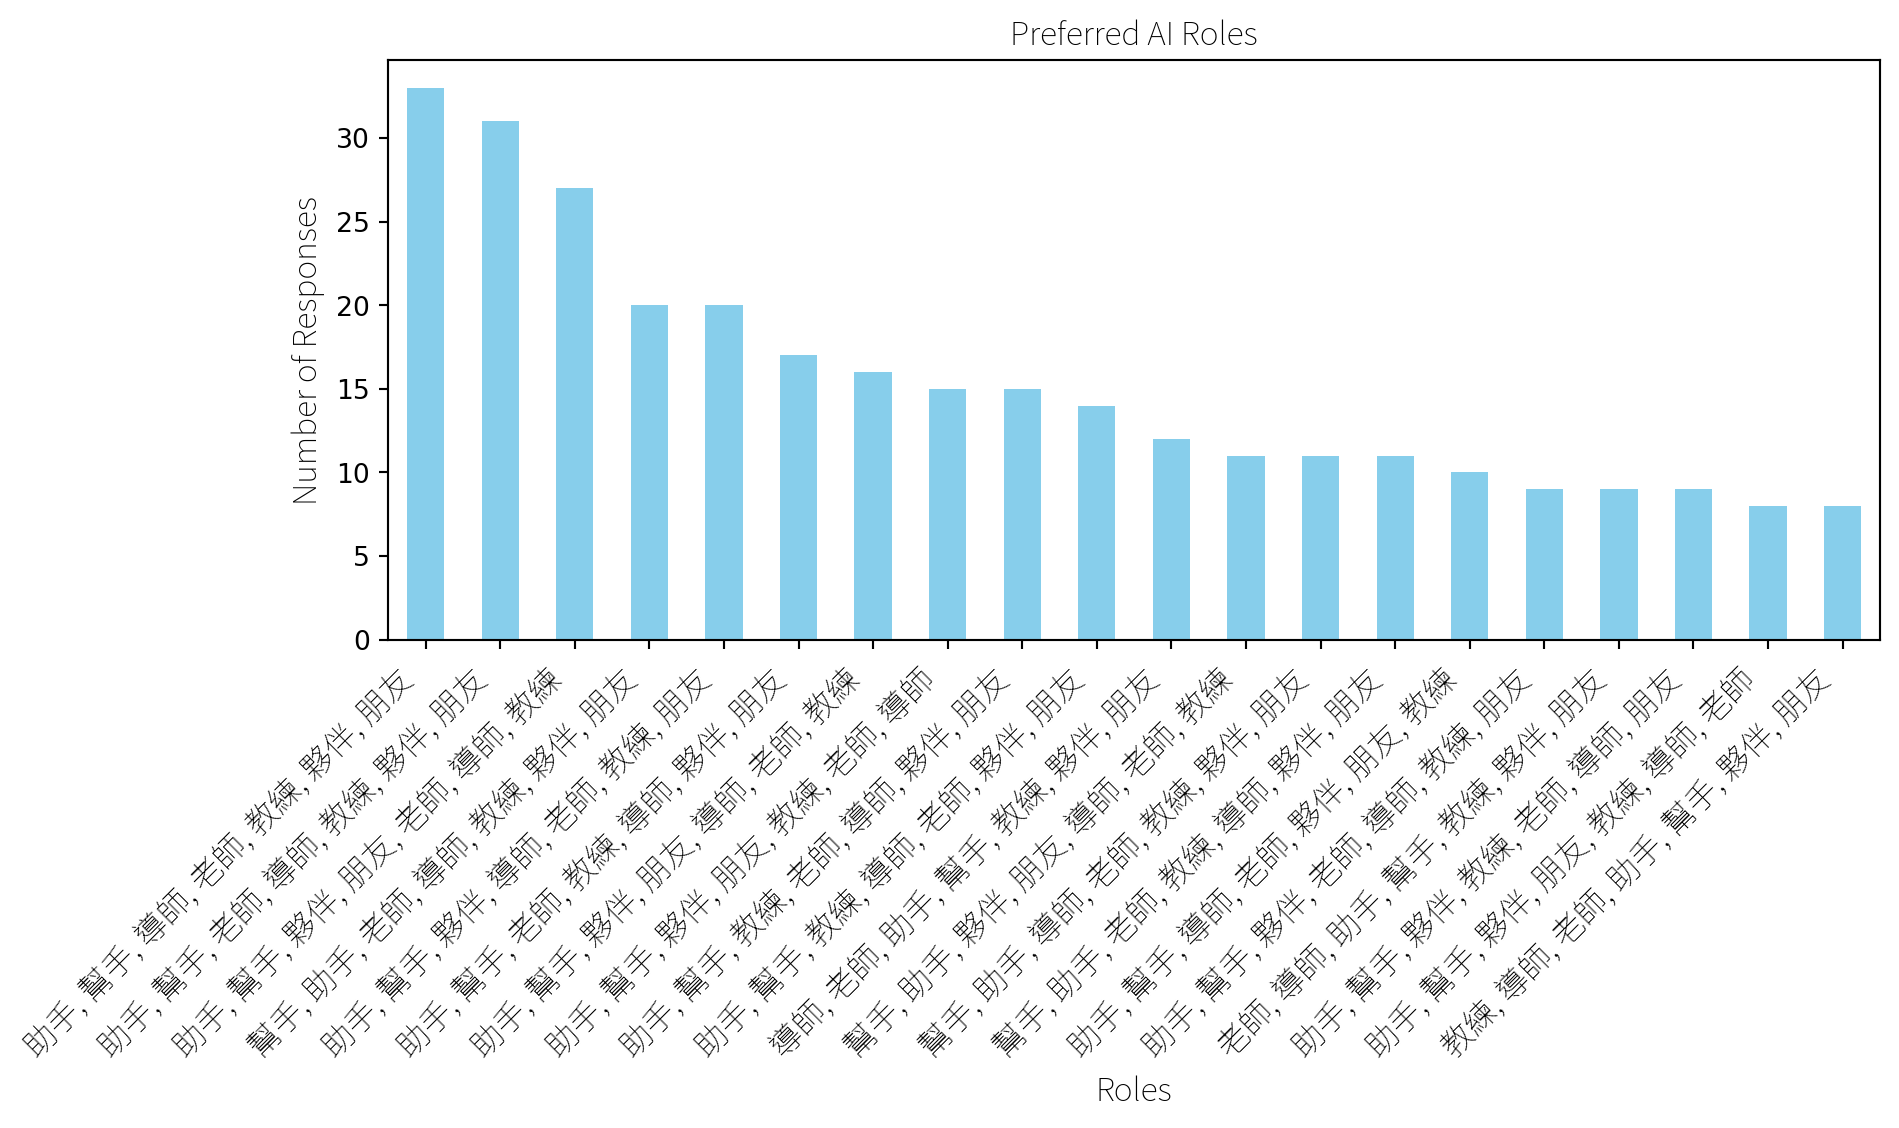 Preferred AI Roles
Number of Responses
30
25
20
15
10
5
0
助手, 幫手, 導師, 老師, 教練, 夥伴, 朋友
助手, 幫手, 老師, 導師, 教練, 夥伴, 朋友
助手, 幫手, 夥伴, 朋友, 老師, 導師, 教練
幫手, 助手, 老師, 導師, 教練, 夥伴, 朋友
助手, 幫手, 夥伴, 導師, 老師, 教練, 朋友
助手, 幫手, 老師, 教練, 導師, 夥伴, 朋友
助手, 幫手, 夥伴, 朋友, 導師, 老師, 教練
助手, 幫手, 夥伴, 朋友, 教練, 老師, 導師
助手, 幫手, 教練, 老師, 導師, 夥伴, 朋友
助手, 幫手, 教練, 導師, 老師, 夥伴, 朋友
導師, 老師, 助手, 幫手, 教練, 夥伴, 朋友
幫手, 助手, 夥伴, 朋友, 導師, 老師, 教練
幫手, 助手, 導師, 老師, 教練, 夥伴, 朋友
幫手, 助手, 老師, 教練, 導師, 夥伴, 朋友
助手, 幫手, 導師, 老師, 夥伴, 朋友, 教練
助手, 幫手, 夥伴, 老師, 導師, 教練, 朋友
老師, 導師, 助手, 幫手, 教練, 夥伴, 朋友
助手, 幫手, 夥伴, 教練, 老師, 導師, 朋友
助手, 幫手, 夥伴, 朋友, 教練, 導師, 老師
教練, 導師, 老師, 助手, 幫手, 夥伴, 朋友
Roles